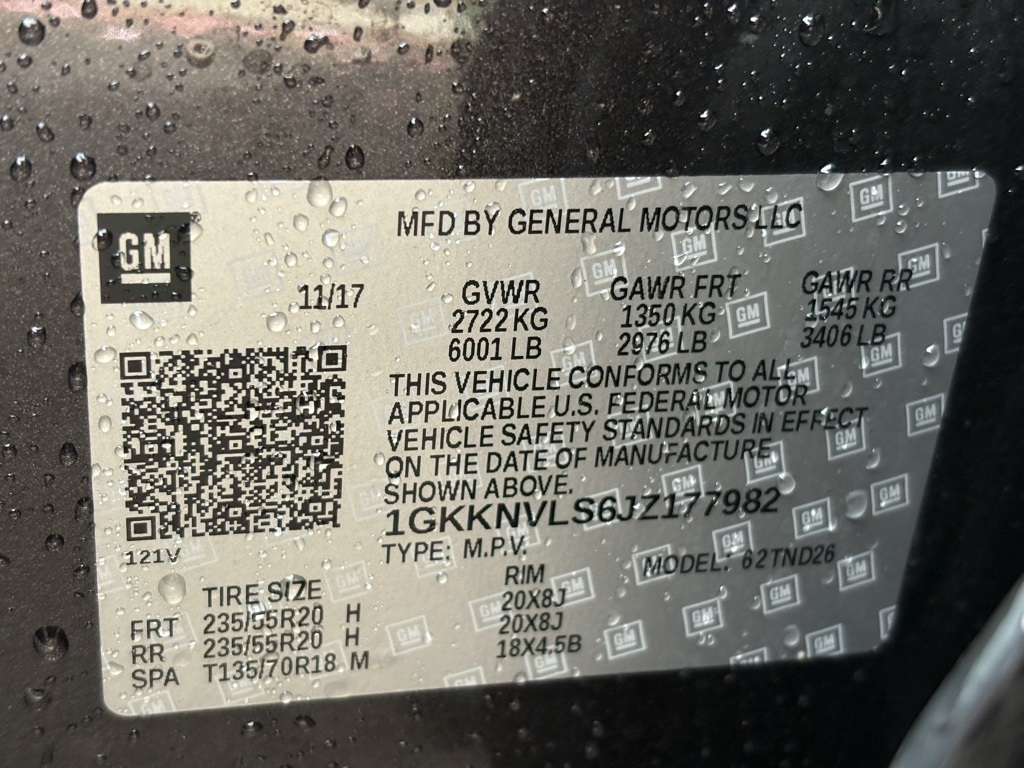 GM
MFD BY GENERAL MOTORS LLC
11/17 GVWR GAWR FRT GAWR RR
2722 KG 1350 KG 1545 KG
6001 LB 2976 LB 3406 LB
THIS VEHICLE CONFORMS TO ALL
APPLICABLE U.S. FEDERAL MOTOR
VEHICLE SAFETY STANDARDS IN EFFECT
ON THE DATE OF MANUFACTURE
SHOWN ABOVE.
1GKKNVLS6JZ177982
121V
TYPE: M.P.V. MODEL: 62TND26
TIRE SIZE RIM
FRT 235/55R20 H 20X8J
RR 235/55R20 H 20X8J
SPA T135/70R18 M 18X4.5B